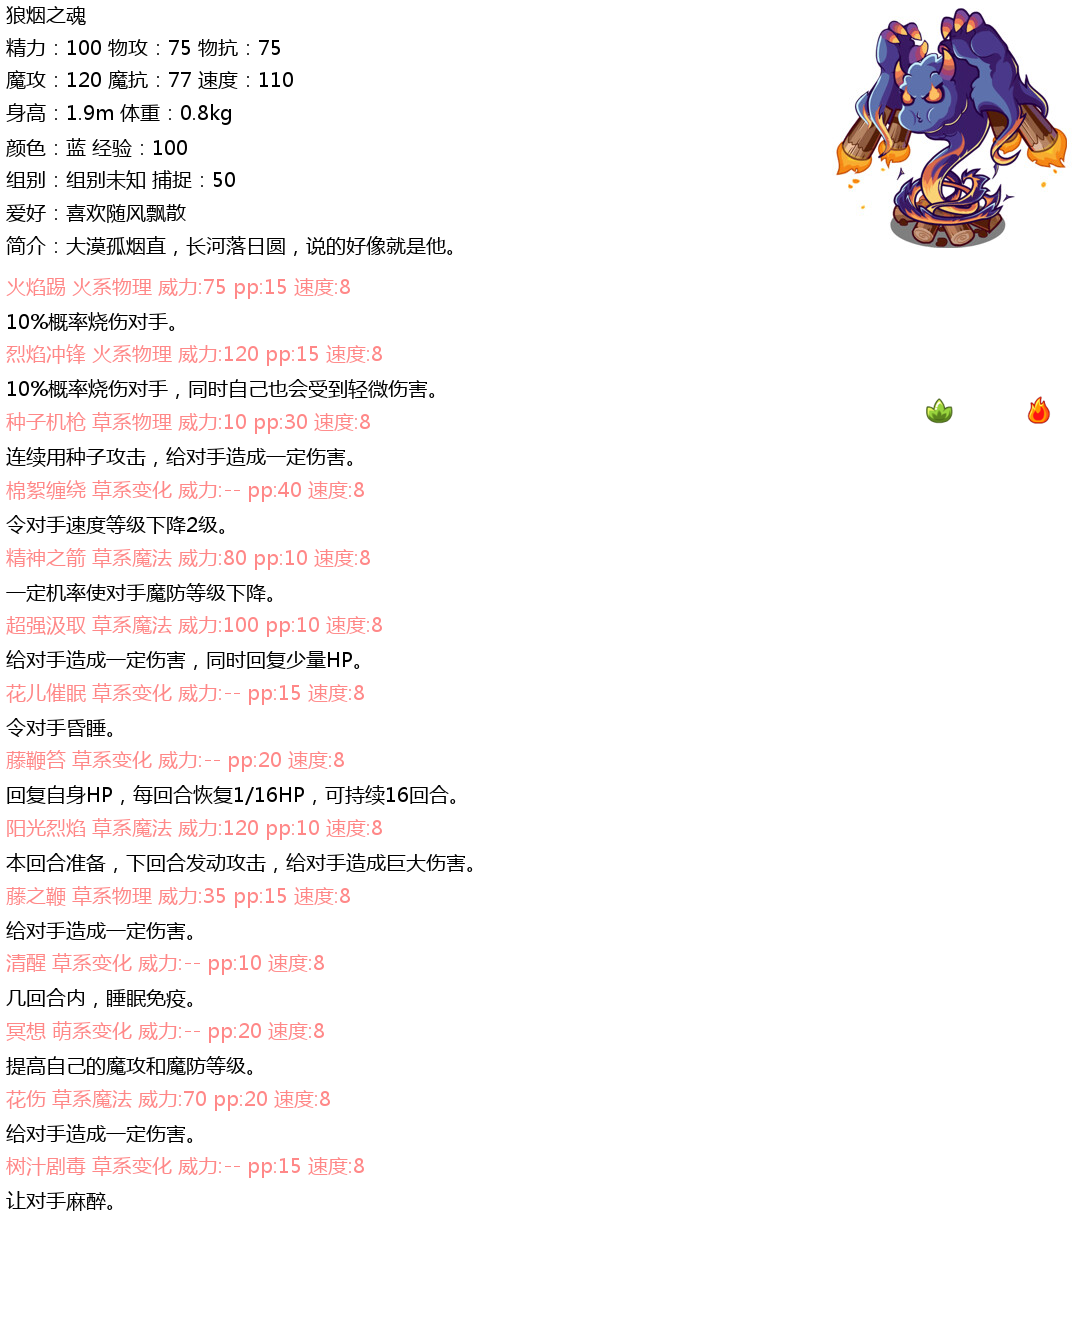 狼烟之魂
精力：100 物攻：75 物抗：75
魔攻：120 魔抗：77 速度：110
身高：1.9m 体重：0.8kg
颜色：蓝 经验：100
组别：组别未知 捕捉：50
爱好：喜欢随风飘散
简介：大漠孤烟直，长河落日圆，说的好像就是他。
火焰踢 火系物理 威力:75 pp:15 速度:8
10%概率烧伤对手。
烈焰冲锋 火系物理 威力:120 pp:15 速度:8
10%概率烧伤对手，同时自己也会受到轻微伤害。
种子机枪 草系物理 威力:10 pp:30 速度:8
连续用种子攻击，给对手造成一定伤害。
棉絮缠绕 草系变化 威力:-- pp:40 速度:8
令对手速度等级下降2级。
精神之箭 草系魔法 威力:80 pp:10 速度:8
一定机率使对手魔防等级下降。
超强汲取 草系魔法 威力:100 pp:10 速度:8
给对手造成一定伤害，同时回复少量HP。
花儿催眠 草系变化 威力:-- pp:15 速度:8
令对手昏睡。
藤鞭笞 草系变化 威力:-- pp:20 速度:8
回复自身HP，每回合恢复1/16HP，可持续16回合。
阳光烈焰 草系魔法 威力:120 pp:10 速度:8
本回合准备，下回合发动攻击，给对手造成巨大伤害。
藤之鞭 草系物理 威力:35 pp:15 速度:8
给对手造成一定伤害。
清醒 草系变化 威力:-- pp:10 速度:8
几回合内，睡眠免疫。
冥想 萌系变化 威力:-- pp:20 速度:8
提高自己的魔攻和魔防等级。
花伤 草系魔法 威力:70 pp:20 速度:8
给对手造成一定伤害。
树汁剧毒 草系变化 威力:-- pp:15 速度:8
让对手麻醉。